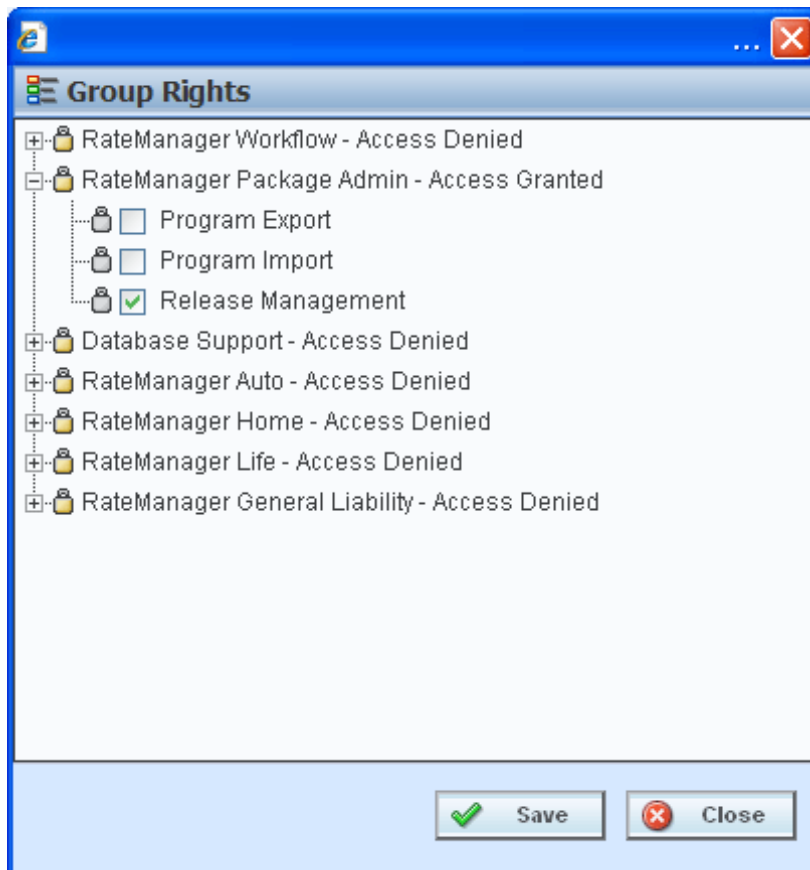 ...
Group Rights
RateManager Workflow - Access Denied
RateManager Package Admin - Access Granted
Program Export
Program Import
Release Management
Database Support - Access Denied
RateManager Auto - Access Denied
RateManager Home - Access Denied
RateManager Life - Access Denied
RateManager General Liability - Access Denied
Save Close